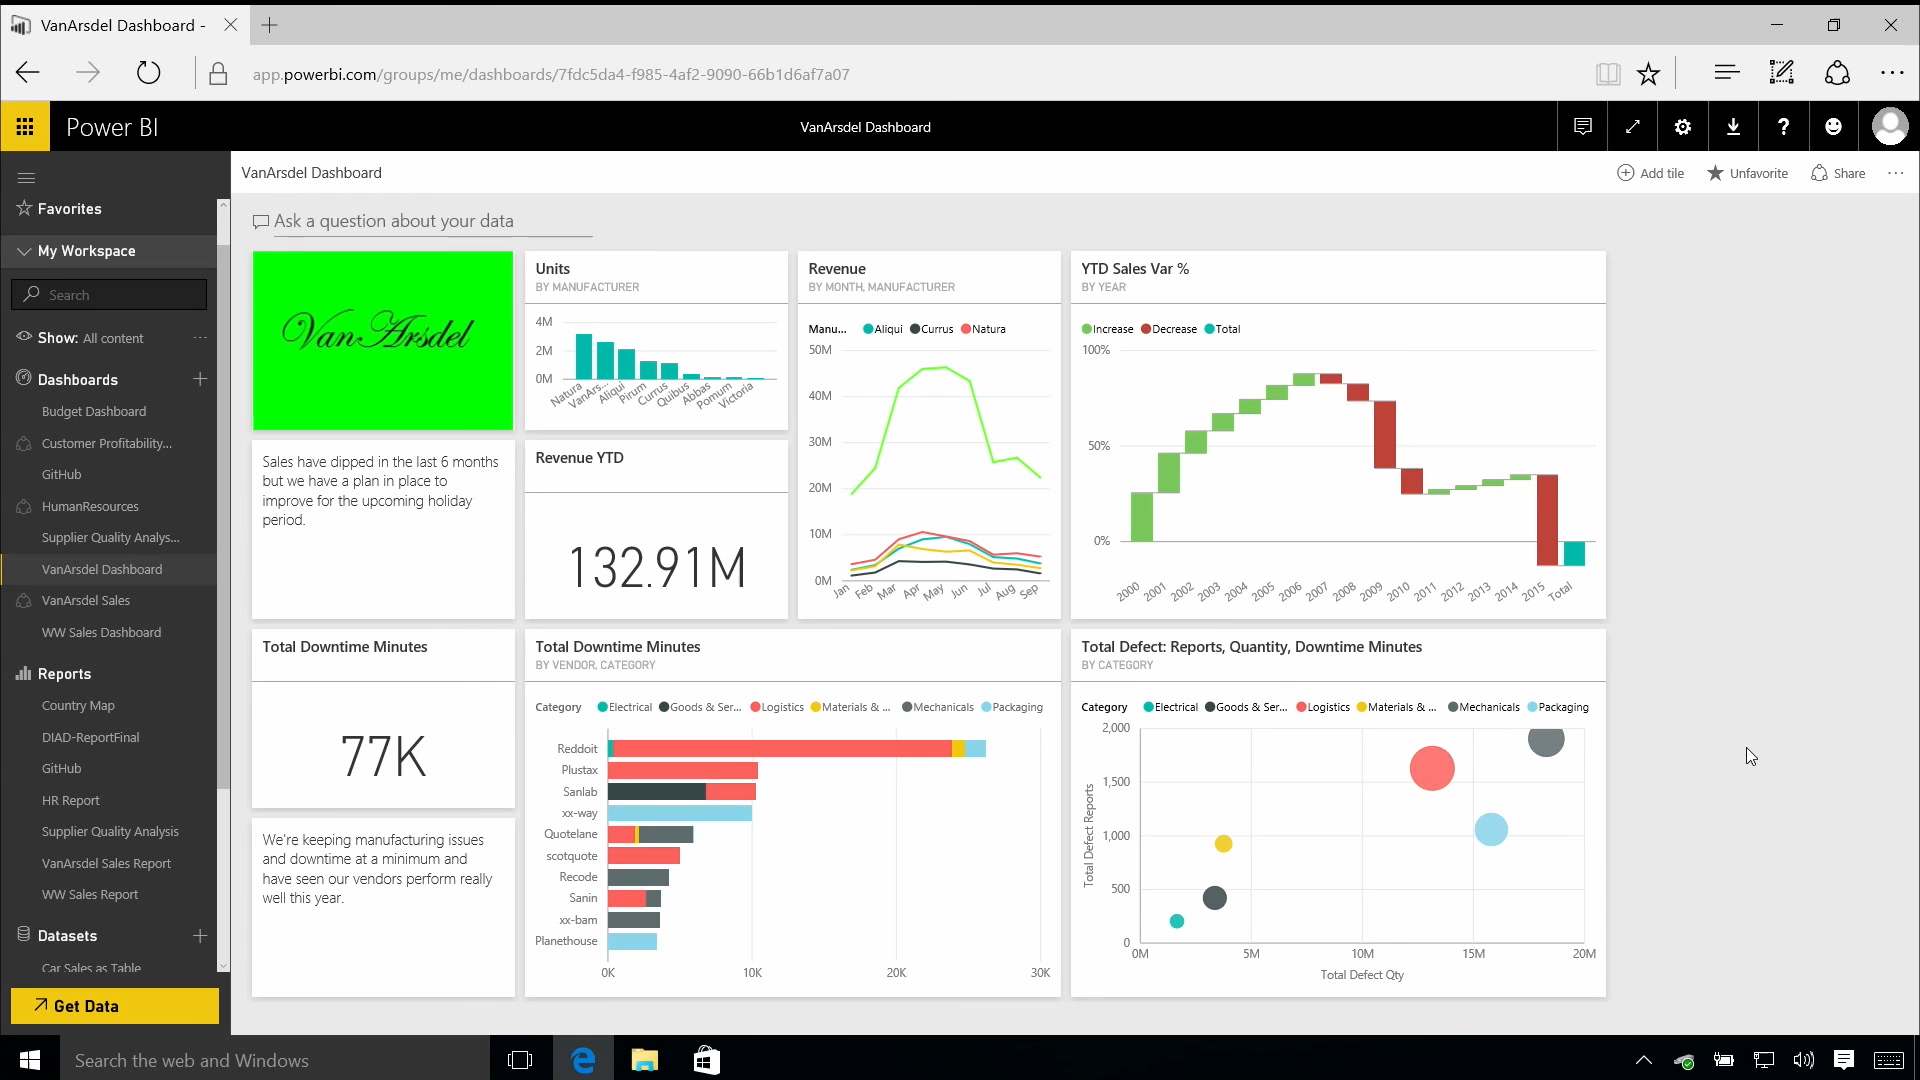 VanArsdel Dashboard -
app.powerbi.com/groups/me/dashboards/7fdc5da4-f985-4af2-9090-66b1d6af7a07
Power BI
VanArsdel Dashboard
VanArsdel Dashboard
Add tile
Unfavorite
Share
Favorites
My Workspace
Search
Show: All content
Dashboards
Budget Dashboard
Customer Profitability...
GitHub
HumanResources
Supplier Quality Analys...
VanArsdel Dashboard
VanArsdel Sales
WW Sales Dashboard
Reports
Country Map
DIAD-ReportFinal
GitHub
HR Report
Supplier Quality Analysis
VanArsdel Sales Report
WW Sales Report
Datasets
Car Sales as Table
Get Data
Ask a question about your data
VanArsdel
Units
BY MANUFACTURER
4M
2M
0M
Natura
VanArs...
Aliqui
Pirum
Currus
Quibus
Abbas
Pomum
Victoria
Revenue
BY MONTH, MANUFACTURER
Manu... Aliqui Currus Natura
50M
40M
30M
20M
10M
0M
Jan
Feb
Mar
Apr
May
Jun
Jul
Aug
Sep
YTD Sales Var %
BY YEAR
Increase Decrease Total
100%
50%
0%
2000
2001
2002
2003
2004
2005
2006
2007
2008
2009
2010
2011
2012
2013
2014
2015
Total
Sales have dipped in the last 6 months
but we have a plan in place to
improve for the upcoming holiday
period.
Revenue YTD
132.91M
Total Downtime Minutes
77K
We're keeping manufacturing issues
and downtime at a minimum and
have seen our vendors perform really
well this year.
Total Downtime Minutes
BY VENDOR, CATEGORY
Category Electrical Goods & Ser... Logistics Materials & ... Mechanicals Packaging
Reddoit
Plustax
Sanlab
xx-way
Quotelane
scotquote
Recode
Sanin
xx-bam
Planethouse
0K 10K 20K 30K
Total Defect: Reports, Quantity, Downtime Minutes
BY CATEGORY
Category Electrical Goods & Ser... Logistics Materials & ... Mechanicals Packaging
Total Defect Reports
2,000
1,500
1,000
500
0
0M 5M 10M 15M 20M
Total Defect Qty
Search the web and Windows